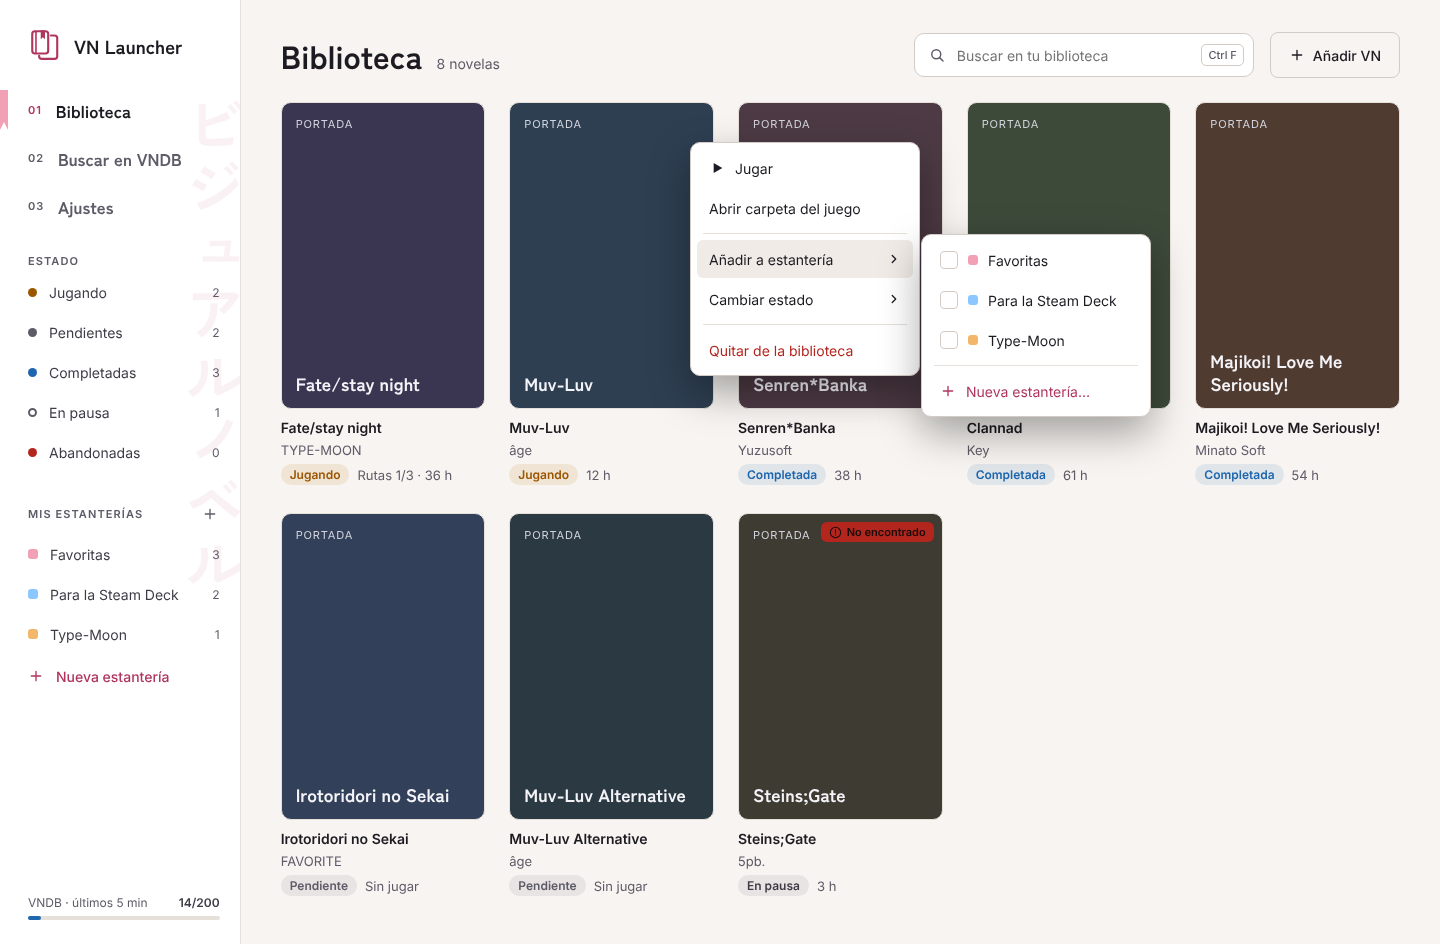 VN Launcher
01 Biblioteca
02 Buscar en VNDB
03 Ajustes
ビジュアルノベル
ESTADO
Jugando 2
Pendientes 2
Completadas 3
En pausa 1
Abandonadas 0
MIS ESTANTERÍAS +
Favoritas 3
Para la Steam Deck 2
Type-Moon 1
+ Nueva estantería
VNDB · últimos 5 min 14/200
Biblioteca 8 novelas
Buscar en tu biblioteca Ctrl F
+ Añadir VN
PORTADA
Fate/stay night
Fate/stay night
TYPE-MOON
Jugando Rutas 1/3 · 36 h
PORTADA
Muv-Luv
Muv-Luv
âge
Jugando 12 h
PORTADA
Senren*Banka
Senren*Banka
Yuzusoft
Completada 38 h
PORTADA
Clannad
Key
Completada 61 h
PORTADA
Majikoi! Love Me
Seriously!
Majikoi! Love Me Seriously!
Minato Soft
Completada 54 h
Jugar
Abrir carpeta del juego
Añadir a estantería
Cambiar estado
Quitar de la biblioteca
Favoritas
Para la Steam Deck
Type-Moon
+ Nueva estantería...
PORTADA
Irotoridori no Sekai
Irotoridori no Sekai
FAVORITE
Pendiente Sin jugar
PORTADA
Muv-Luv Alternative
Muv-Luv Alternative
âge
Pendiente Sin jugar
PORTADA
No encontrado
Steins;Gate
Steins;Gate
5pb.
En pausa 3 h